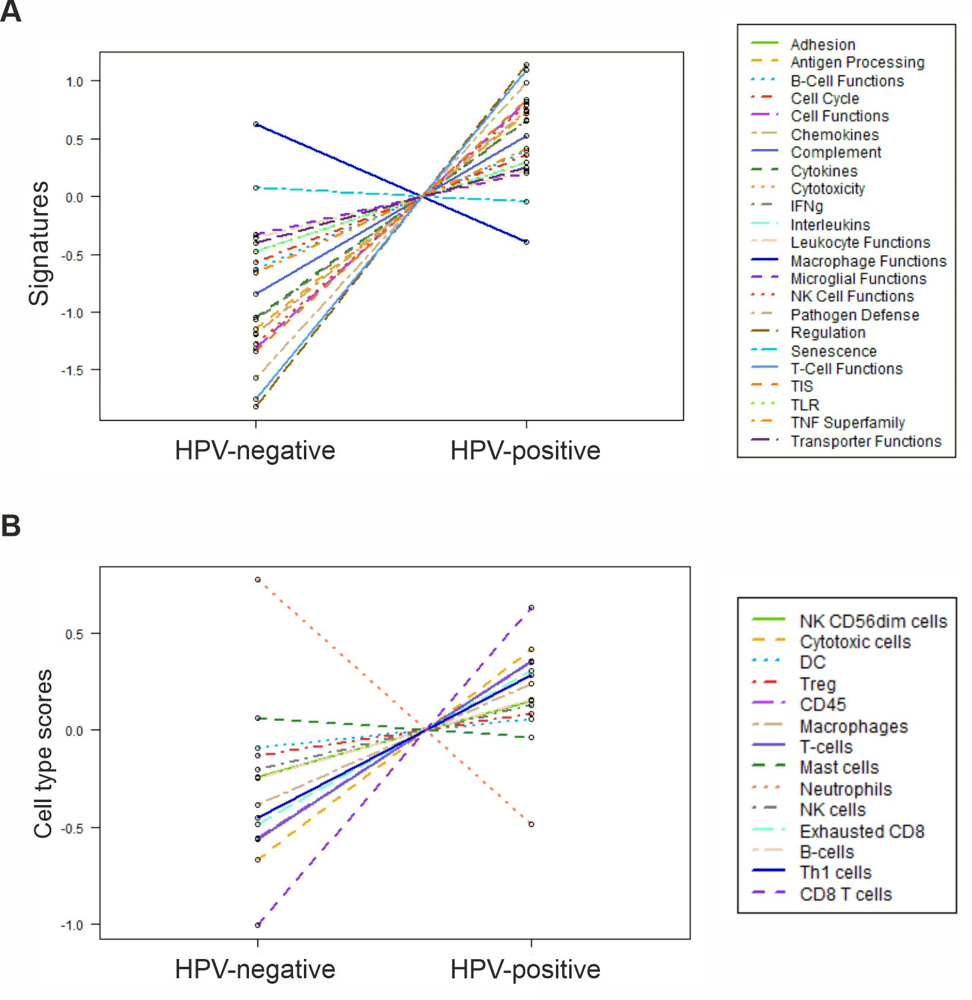 A
Signatures
1.0
0.5
0.0
-0.5
-1.0
-1.5
HPV-negative
HPV-positive
Adhesion
Antigen Processing
B-Cell Functions
Cell Cycle
Cell Functions
Chemokines
Complement
Cytokines
Cytotoxicity
IFNg
Interleukins
Leukocyte Functions
Macrophage Functions
Microglial Functions
NK Cell Functions
Pathogen Defense
Regulation
Senescence
T-Cell Functions
TIS
TLR
TNF Superfamily
Transporter Functions
B
Cell type scores
0.5
0.0
-0.5
-1.0
HPV-negative
HPV-positive
NK CD56dim cells
Cytotoxic cells
DC
Treg
CD45
Macrophages
T-cells
Mast cells
Neutrophils
NK cells
Exhausted CD8
B-cells
Th1 cells
CD8 T cells